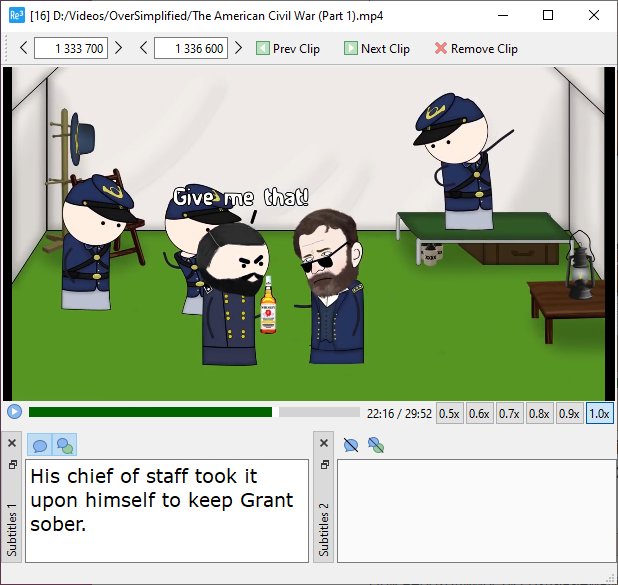 Re3 [16] D:/Videos/OverSimplified/The American Civil War (Part 1).mp4
1 333 700 1 336 600 Prev Clip Next Clip Remove Clip
Give me that!
22:16 / 29:52 0.5x 0.6x 0.7x 0.8x 0.9x 1.0x
Subtitles 1
His chief of staff took it
upon himself to keep Grant
sober.
Subtitles 2